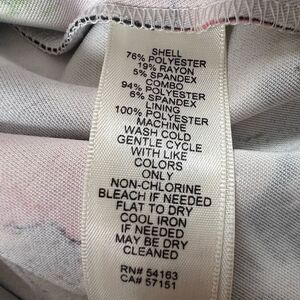 SHELL
76% POLYESTER
19% RAYON
5% SPANDEX
COMBO
94% POLYESTER
6% SPANDEX
LINING
100% POLYESTER
MACHINE
WASH COLD
GENTLE CYCLE
WITH LIKE
COLORS
ONLY
NON-CHLORINE
BLEACH IF NEEDED
FLAT TO DRY
COOL IRON
IF NEEDED
MAY BE DRY
CLEANED
RN# 54163
CA# 57151